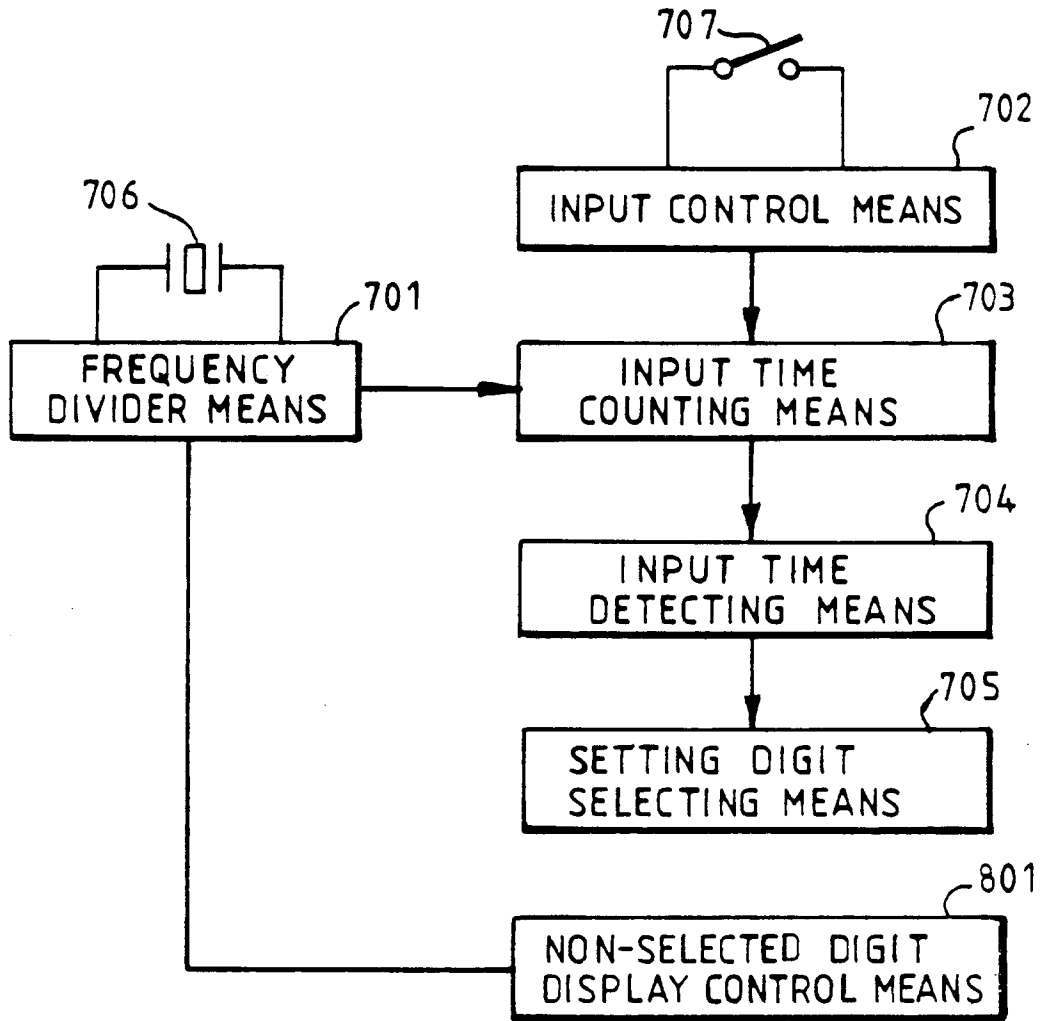 707
702
INPUT CONTROL MEANS
706
701
FREQUENCY
DIVIDER MEANS
703
INPUT TIME
COUNTING MEANS
704
INPUT TIME
DETECTING MEANS
705
SETTING DIGIT
SELECTING MEANS
801
NON-SELECTED DIGIT
DISPLAY CONTROL MEANS